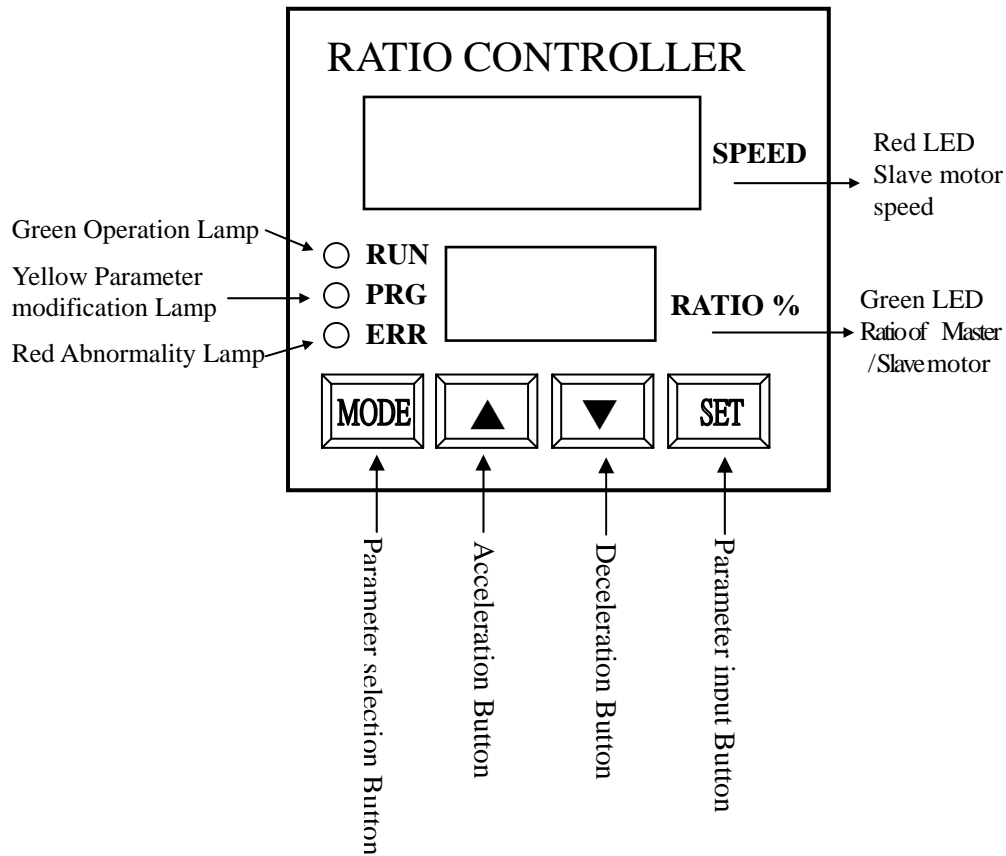 RATIO CONTROLLER
SPEED
Red LED
Slave motor
speed
Green Operation Lamp
RUN
Yellow Parameter
modification Lamp
PRG
RATIO %
Green LED
Ratio of Master
/Slave motor
Red Abnormality Lamp
ERR
MODE
▲
▼
SET
Parameter selection Button
Acceleration Button
Deceleration Button
Parameter input Button